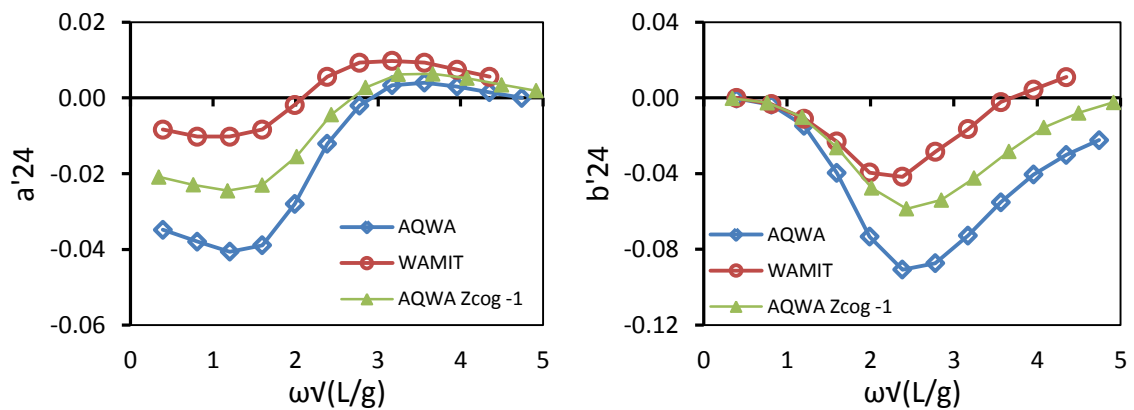 0.02
0.00
-0.02
-0.04
-0.06
a'24
0 1 2 3 4 5
ω√(L/g)
AQWA
WAMIT
AQWA Zcog -1
0.04
0.00
-0.04
-0.08
-0.12
b'24
0 1 2 3 4 5
ω√(L/g)
AQWA
WAMIT
AQWA Zcog -1